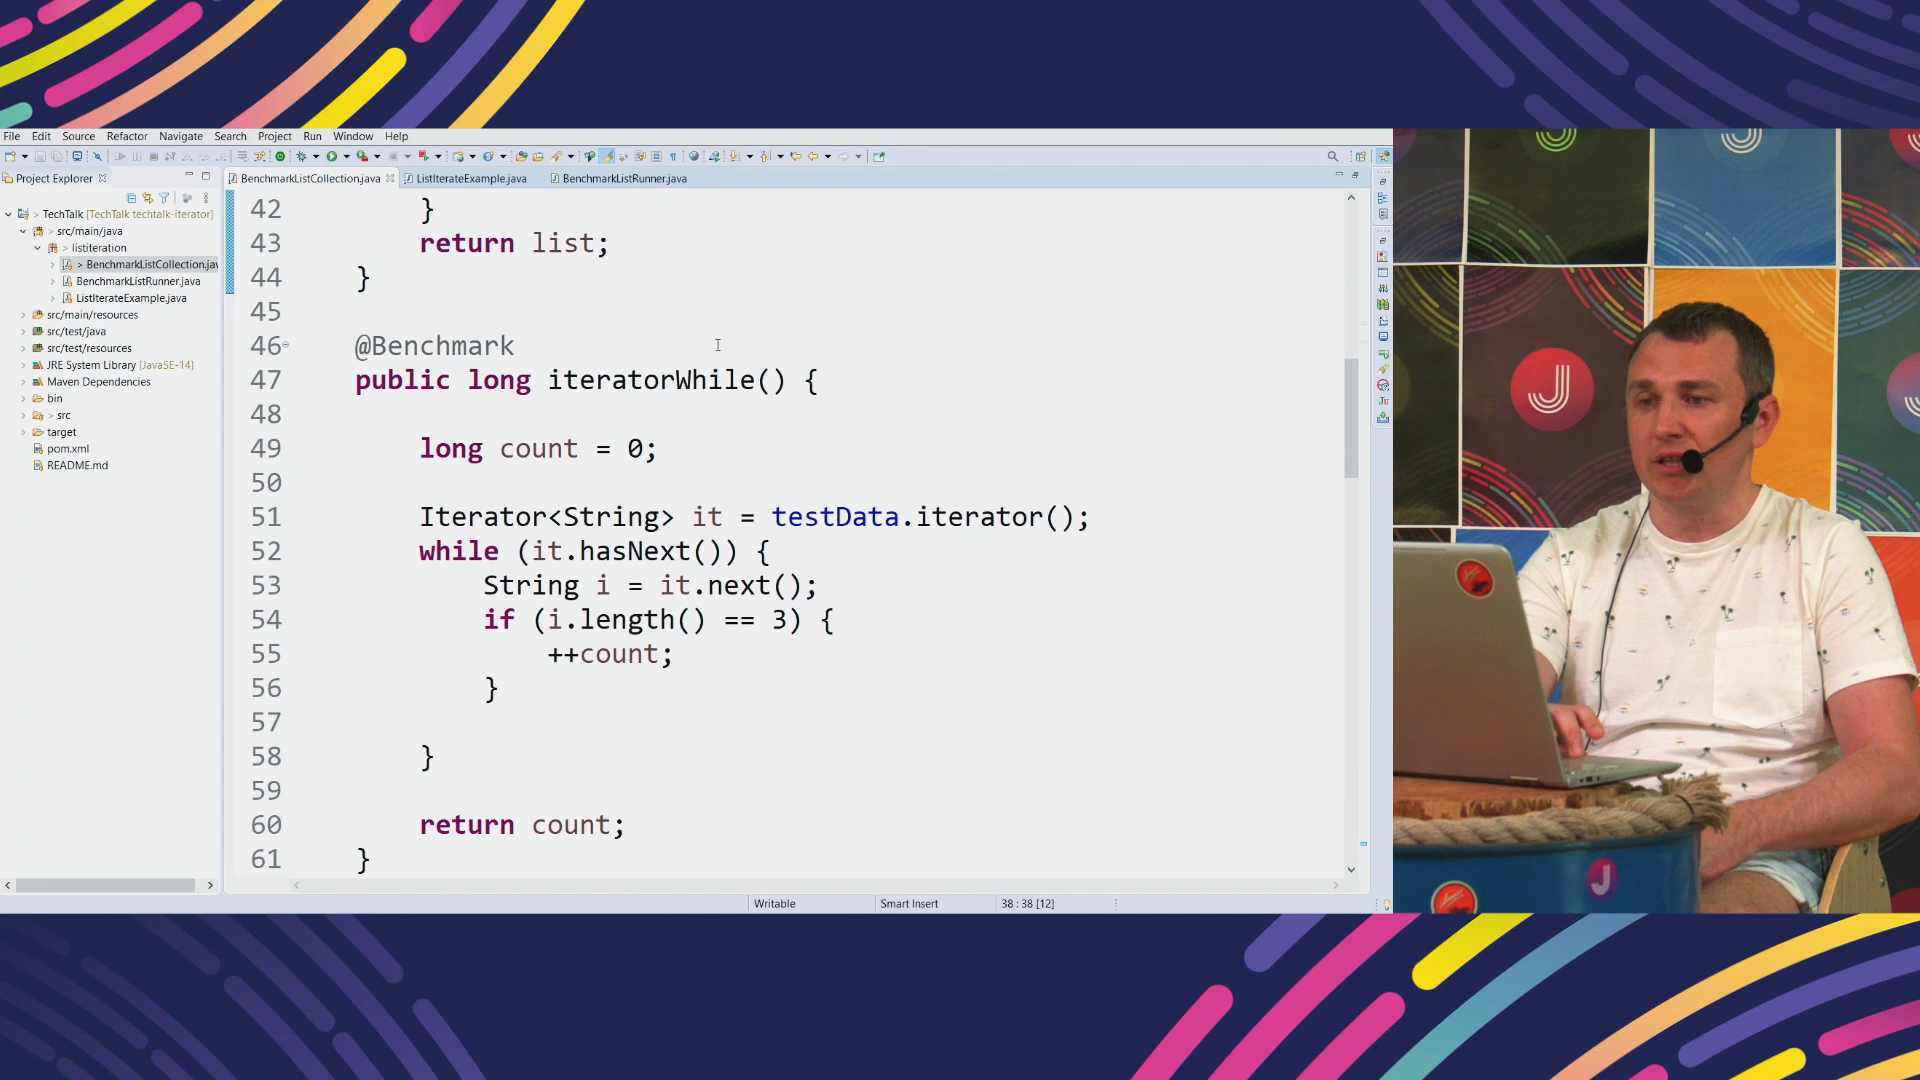 File Edit Source Refactor Navigate Search Project Run Window Help
Project Explorer
BenchmarkListCollection.java
ListIterateExample.java
BenchmarkListRunner.java
> TechTalk [TechTalk techtalk-iterator]
> src/main/java
> listiteration
> BenchmarkListCollection.jav
BenchmarkListRunner.java
ListIterateExample.java
src/main/resources
src/test/java
src/test/resources
JRE System Library [JavaSE-14]
Maven Dependencies
bin
> src
target
pom.xml
README.md
42 }
43 return list;
44 }
45
46 @Benchmark
47 public long iteratorWhile() {
48
49 long count = 0;
50
51 Iterator<String> it = testData.iterator();
52 while (it.hasNext()) {
53 String i = it.next();
54 if (i.length() == 3) {
55 ++count;
56 }
57
58 }
59
60 return count;
61 }
Writable
Smart Insert
38 : 38 [12]